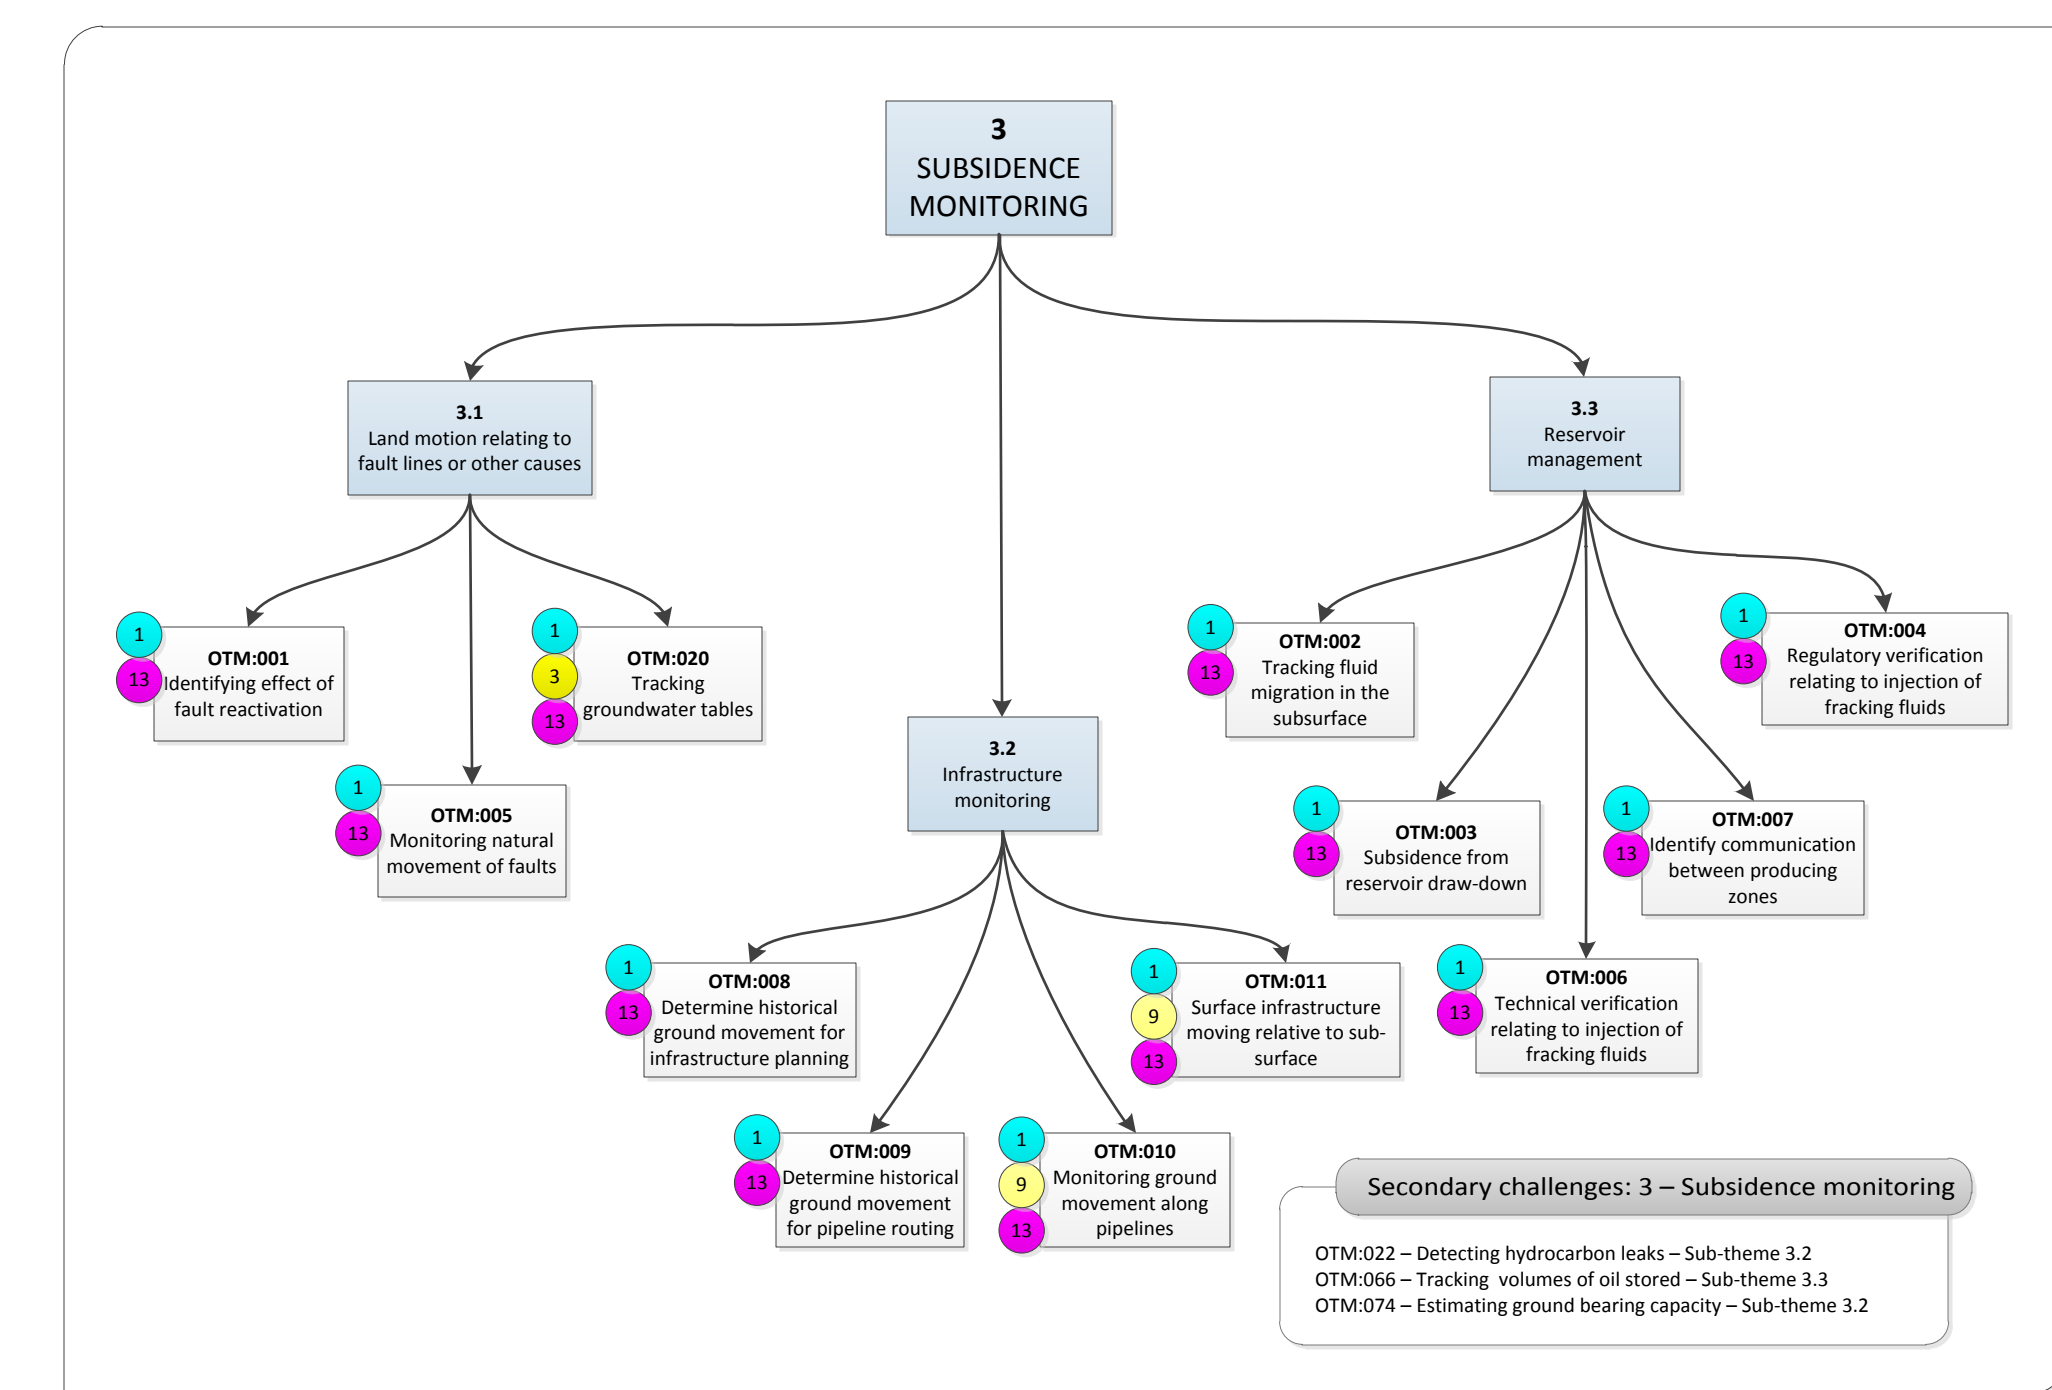 3
SUBSIDENCE
MONITORING
3.1
Land motion relating to
fault lines or other causes
3.3
Reservoir
management
1
13
OTM:001
Identifying effect of
fault reactivation
1
3
13
OTM:020
Tracking
groundwater tables
1
13
OTM:005
Monitoring natural
movement of faults
3.2
Infrastructure
monitoring
1
13
OTM:002
Tracking fluid
migration in the
subsurface
1
13
OTM:004
Regulatory verification
relating to injection of
fracking fluids
1
13
OTM:003
Subsidence from
reservoir draw-down
1
13
OTM:007
Identify communication
between producing
zones
1
13
OTM:008
Determine historical
ground movement for
infrastructure planning
1
9
13
OTM:011
Surface infrastructure
moving relative to sub-
surface
1
13
OTM:006
Technical verification
relating to injection of
fracking fluids
1
13
OTM:009
Determine historical
ground movement
for pipeline routing
1
9
13
OTM:010
Monitoring ground
movement along
pipelines
Secondary challenges: 3 – Subsidence monitoring
OTM:022 – Detecting hydrocarbon leaks – Sub-theme 3.2
OTM:066 – Tracking  volumes of oil stored – Sub-theme 3.3
OTM:074 – Estimating ground bearing capacity – Sub-theme 3.2